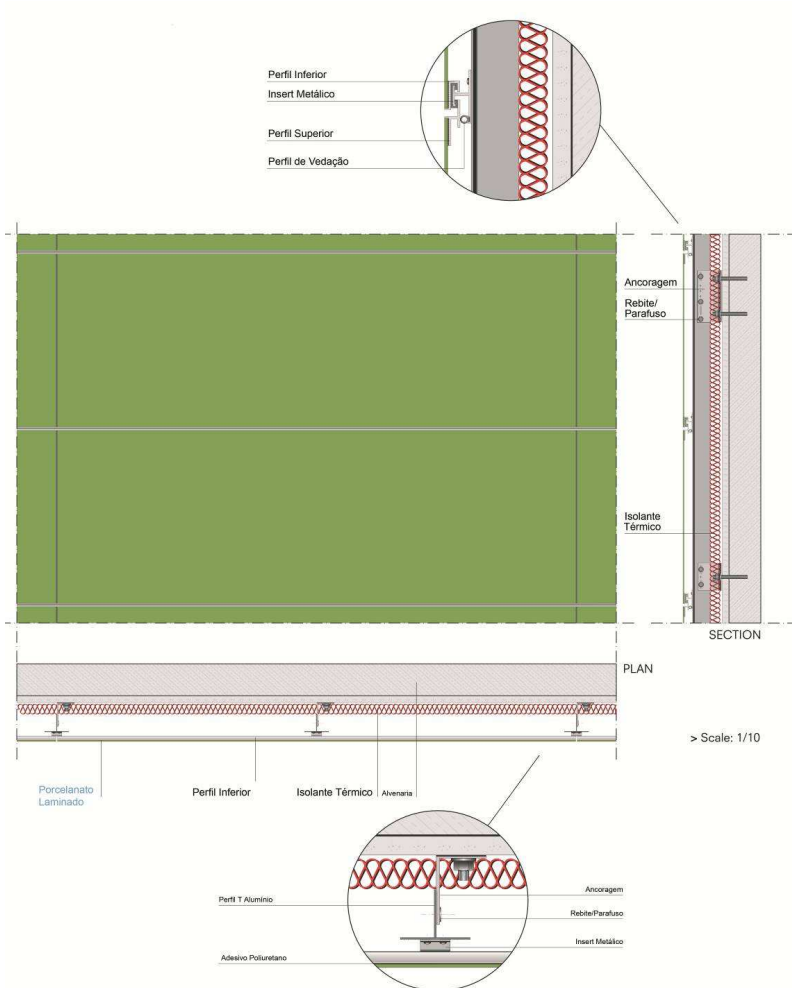 Perfil Inferior
Insert Metálico
Perfil Superior
Perfil de Vedação
Ancoragem
Rebite/
Parafuso
Isolante
Térmico
SECTION
PLAN
> Scale: 1/10
Porcelanato
Laminado
Perfil Inferior
Isolante Térmico
Alvenaria
Perfil T Alumínio
Ancoragem
Rebite/Parafuso
Insert Metálico
Adesivo Poliuretano